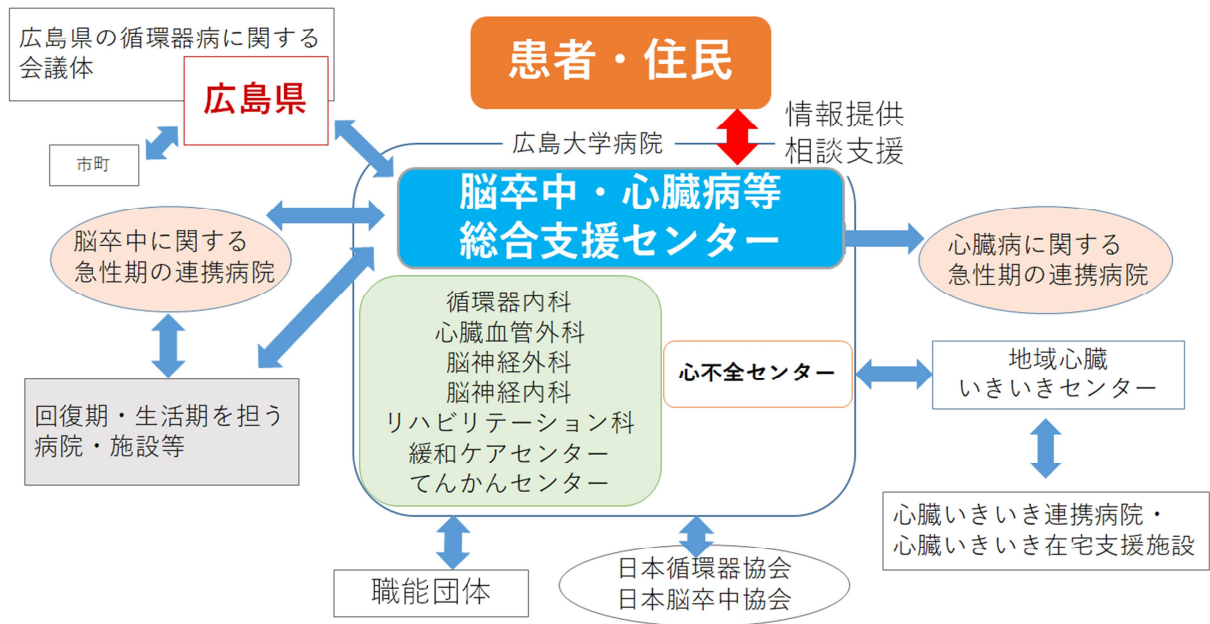 広島県の循環器病に関する
会議体
広島県
市町
患者・住民
情報提供
相談支援
広島大学病院
脳卒中・心臓病等
総合支援センター
脳卒中に関する
急性期の連携病院
心臓病に関する
急性期の連携病院
循環器内科
心臓血管外科
脳神経外科
脳神経内科
リハビリテーション科
緩和ケアセンター
てんかんセンター
心不全センター
地域心臓
いきいきセンター
回復期・生活期を担う
病院・施設等
心臓いきいき連携病院・
心臓いきいき在宅支援施設
職能団体
日本循環器協会
日本脳卒中協会